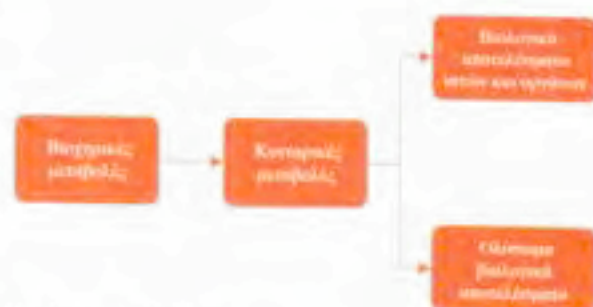 Βιοχημικές
μεταβολές
Κυτταρικές
μεταβολές
Βιολογικά
αποτελέσματα
ιστών και οργάνων
Ολόσωμα
βιολογικά
αποτελέσματα